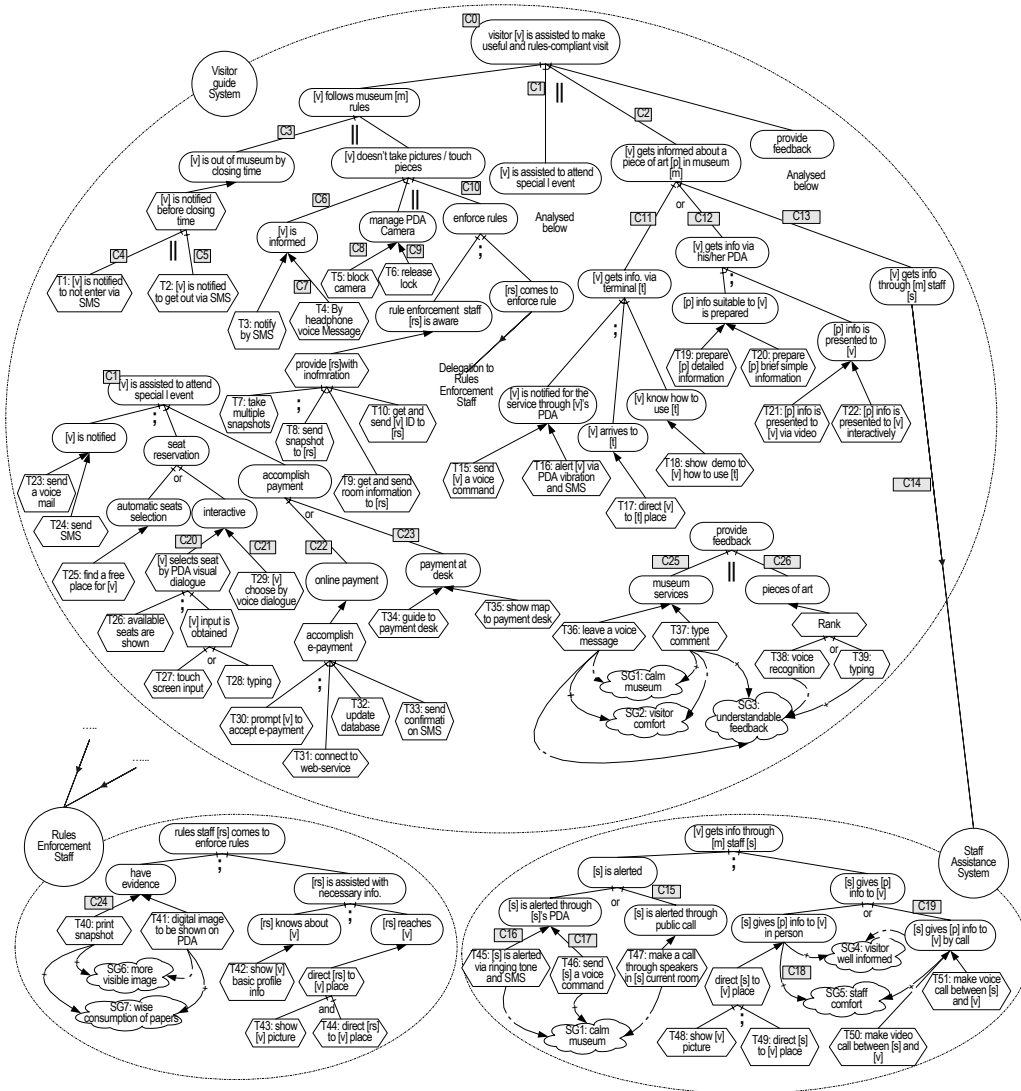 C0
visitor [v] is assisted to make
useful and rules-compliant visit
Visitor
guide
System
C1
||
[v] follows museum [m]
rules
C2
C3
||
provide
feedback
[v] is out of museum by
closing time
[v] doesn't take pictures / touch
pieces
[v] is assisted to attend
special l event
[v] gets informed about a
piece of art [p] in museum
[m]
Analysed
below
[v] is notified
before closing
time
C6
C10
||
manage PDA
Camera
enforce rules
Analysed
below
C11
or
C12
C13
C4
||
C5
[v] is
informed
C8
C9
;
[v] gets info via
his/her PDA
T1: [v] is notified
to not enter via
SMS
T2: [v] is notified
to get out via SMS
C7
T5: block
camera
T6: release
lock
[rs] comes to
enforce rule
[v] gets info. via
terminal [t]
;
[v] gets info
through [m] staff
[s]
T3: notify
by SMS
T4: By
headphone
voice Message
rule enforcement staff
[rs] is aware
[p] info suitable to [v]
is prepared
;
[p] info is
presented to
[v]
provide [rs]with
inofmration
Delegation to
Rules
Enforcement
Staff
T19: prepare
[p] detailed
information
T20: prepare
[p] brief simple
information
C1
[v] is assisted to attend
special l event
T7: take
multiple
snapshots
;
T8: send
snapshot to
[rs]
T10: get and
send [v] ID to
[rs]
[v] is notified for the
service through [v]'s
PDA
[v] know how to
use [t]
T21: [p] info is
presented to
[v] via video
T22: [p] info is
presented to [v]
interactively
;
[v] is notified
seat
reservation
[v] arrives to
[t]
T9: get and send
room information to
[rs]
T15: send
[v] a voice
command
T16: alert [v] via
PDA vibration
and SMS
T18: show demo to
[v] how to use [t]
T23: send
a voice
mail
or
accomplish
payment
T17: direct [v]
to [t] place
C14
T24: send
SMS
automatic seats
selection
interactive
or
C20
C21
C22
C23
provide
feedback
T25: find a free
place for [v]
[v] selects seat
by PDA visual
dialogue
T29: [v]
choose by
voice dialogue
online payment
payment at
desk
C25
||
C26
museum
services
pieces of art
;
T26: available
seats are
shown
[v] input is
obtained
T34: guide to
payment desk
T35: show map
to payment desk
T36: leave a voice
message
T37: type
comment
Rank
or
accomplish
e-payment
or
T38: voice
recognition
T39:
typing
T27: touch
screen input
T28: typing
;
SG1: calm
museum
T30: prompt [v] to
accept e-payment
T32:
update
database
T33: send
confirmati
on SMS
SG2: visitor
comfort
SG3:
understandable
feedback
T31: connect to
web-service
.....
.....
Rules
Enforcement
Staff
rules staff [rs] comes to
enforce rules
;
have
evidence
[rs] is assisted with
necessary info.
C24
T40: print
snapshot
T41: digital image
to be shown on
PDA
;
[rs] knows about
[v]
[rs] reaches
[v]
SG6: more
visible image
T42: show [v]
basic profile
info
direct [rs] to
[v] place
SG7: wise
consumption of papers
and
T43: show
[v] picture
T44: direct [rs]
to [v] place
[v] gets info through
[m] staff [s]
Staff
Assistance
System
;
[s] is alerted
[s] gives [p]
info to [v]
or
C15
or
C19
[s] is alerted through
[s]'s PDA
[s] is alerted through
public call
[s] gives [p] info to [v]
in person
[s] gives [p] info to
[v] by call
C16
C17
SG4: visitor
well informed
T45: [s] is alerted
via ringing tone
and SMS
T46: send
[s] a voice
command
T47: make a call
through speakers
in [s] current room
C18
direct [s] to
[v] place
SG5: staff
comfort
T51: make voice
call between [s]
and [v]
;
SG1: calm
museum
T48: show [v]
picture
T49: direct [s]
to [v] place
T50: make video
call between [s] and
[v]